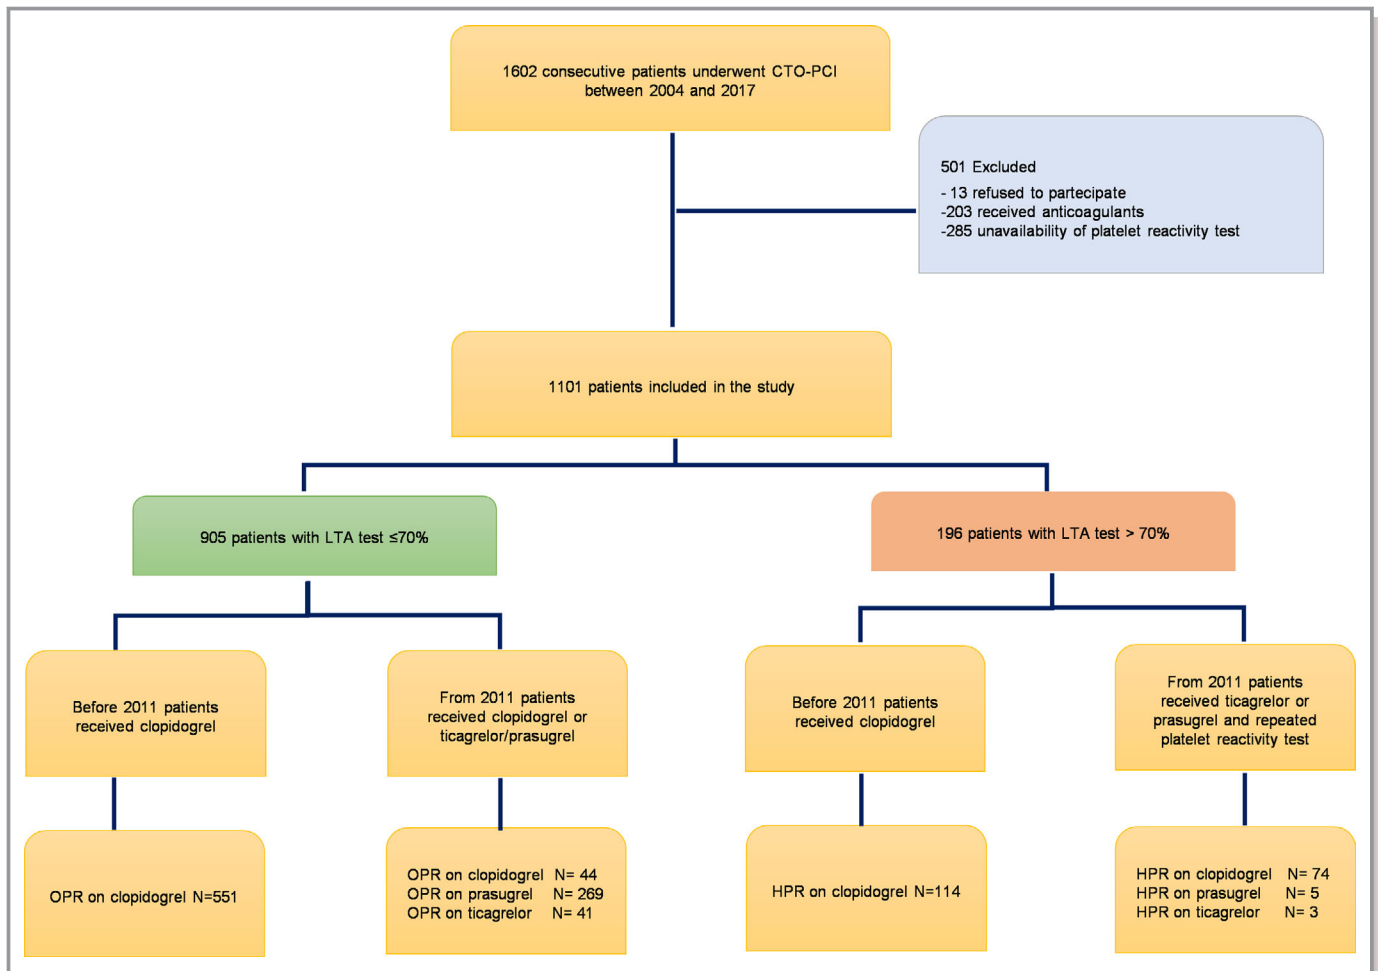 1602 consecutive patients underwent CTO-PCI
between 2004 and 2017
501 Excluded
- 13 refused to partecipate
-203 received anticoagulants
-285 unavailability of platelet reactivity test
1101 patients included in the study
905 patients with LTA test ≤70%
196 patients with LTA test > 70%
Before 2011 patients
received clopidogrel
From 2011 patients
received clopidogrel or
ticagrelor/prasugrel
Before 2011 patients
received clopidogrel
From 2011 patients
received ticagrelor or
prasugrel and repeated
platelet reactivity test
OPR on clopidogrel N=551
OPR on clopidogrel N= 44
OPR on prasugrel N= 269
OPR on ticagrelor N= 41
HPR on clopidogrel N=114
HPR on clopidogrel N= 74
HPR on prasugrel N= 5
HPR on ticagrelor N= 3